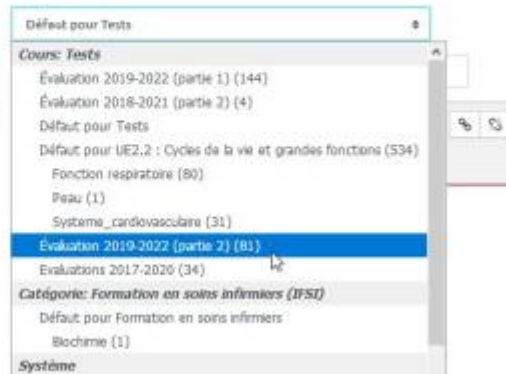 Défaut pour Tests
Cours: Tests
Évaluation 2019-2022 (partie 1) (144)
Évaluation 2018-2021 (partie 2) (4)
Défaut pour Tests
Défaut pour UE2.2 : Cycles de la vie et grandes fonctions (534)
Fonction respiratoire (80)
Peau (1)
Systeme_cardiovasculaire (31)
Évaluation 2019-2022 (partie 2) (81)
Evaluations 2017-2020 (34)
Catégorie: Formation en soins infirmiers (IFSI)
Défaut pour Formation en soins infirmiers
Biochimie (1)
Système